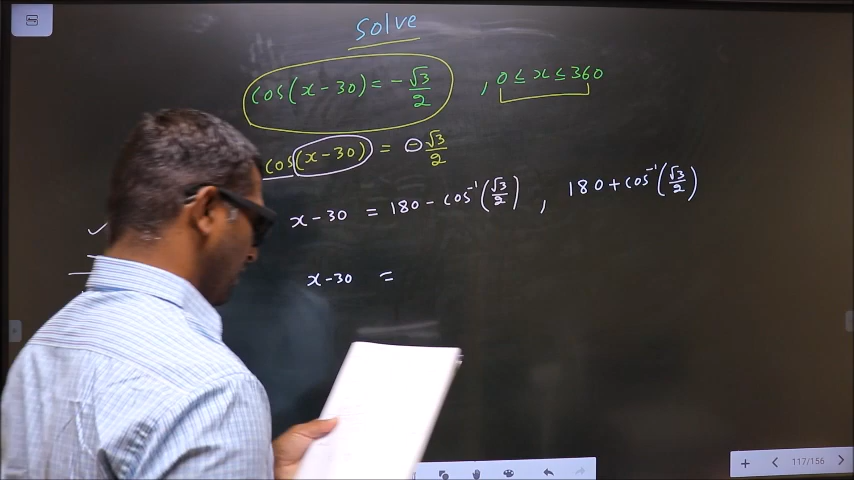 Solve
cos(x-30) = -√3/2 , 0 ≤ x ≤ 360
cos(x-30) = -√3/2
x-30 = 180 - cos⁻¹(√3/2) , 180 + cos⁻¹(√3/2)
x-30 =
117/156